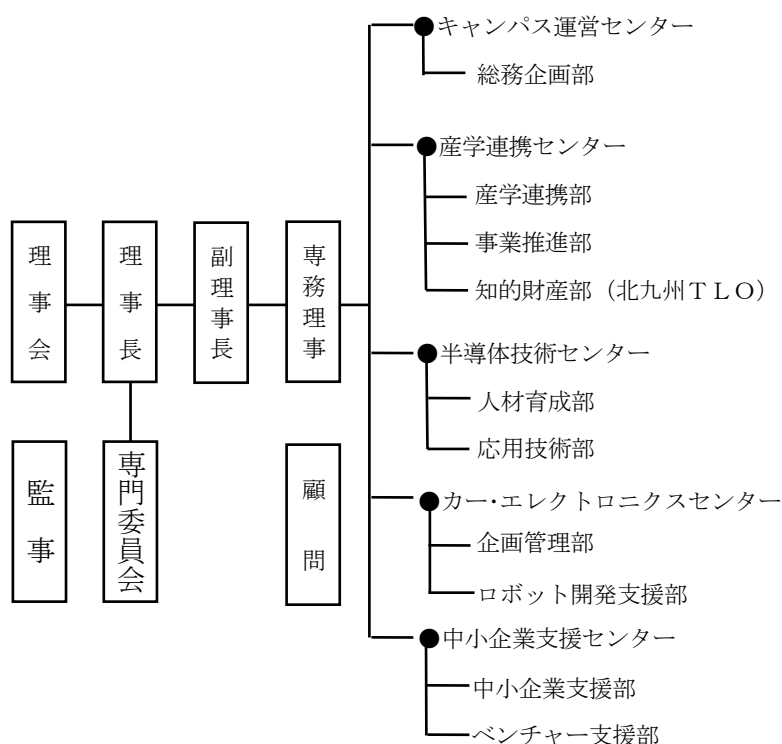 理事会
理事長
副理事長
専務理事
監事
専門委員会
顧問
キャンパス運営センター
総務企画部
産学連携センター
産学連携部
事業推進部
知的財産部（北九州ＴＬＯ）
半導体技術センター
人材育成部
応用技術部
カー・エレクトロニクスセンター
企画管理部
ロボット開発支援部
中小企業支援センター
中小企業支援部
ベンチャー支援部